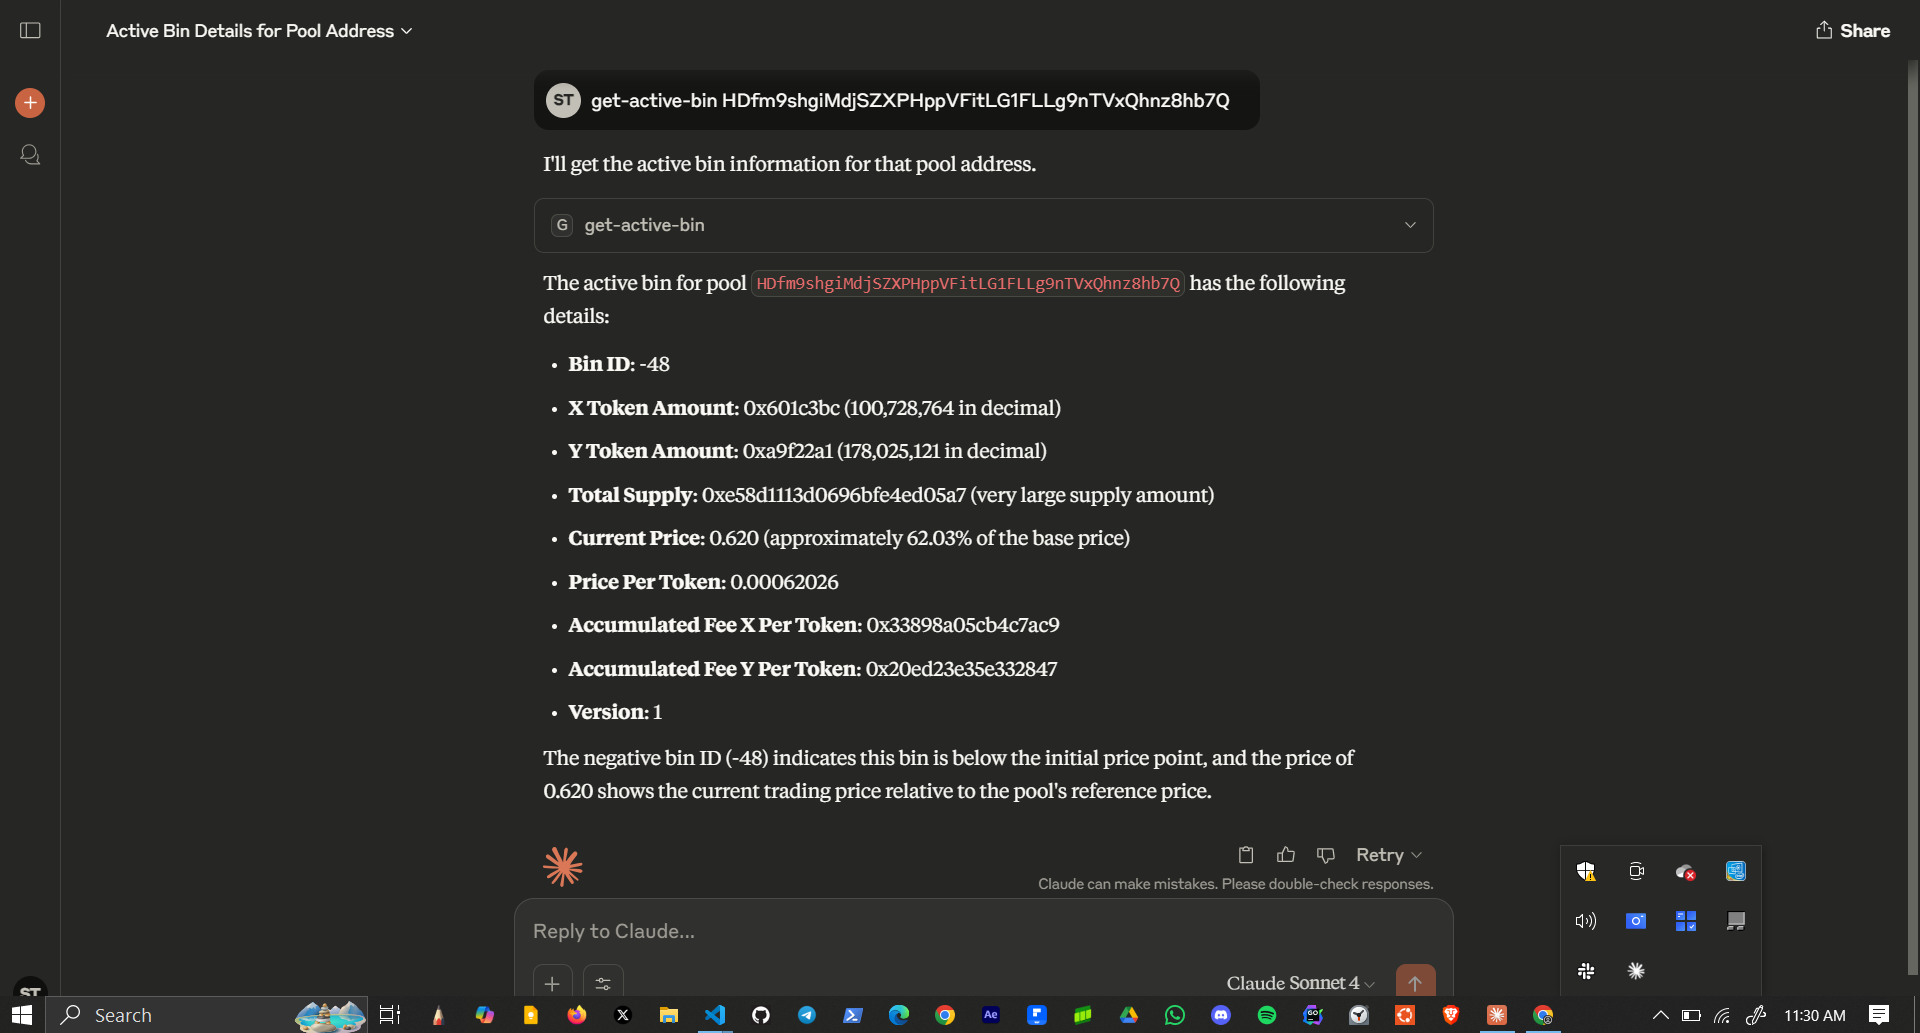 Active Bin Details for Pool Address
Share
ST get-active-bin HDfm9shgiMdjSZXPHppVFitLG1FLLg9nTVxQhnz8hb7Q
I'll get the active bin information for that pool address.
G get-active-bin
The active bin for pool HDfm9shgiMdjSZXPHppVFitLG1FLLg9nTVxQhnz8hb7Q has the following
details:
• Bin ID: -48
• X Token Amount: 0x601c3bc (100,728,764 in decimal)
• Y Token Amount: 0xa9f22a1 (178,025,121 in decimal)
• Total Supply: 0xe58d1113d0696bfe4ed05a7 (very large supply amount)
• Current Price: 0.620 (approximately 62.03% of the base price)
• Price Per Token: 0.00062026
• Accumulated Fee X Per Token: 0x33898a05cb4c7ac9
• Accumulated Fee Y Per Token: 0x20ed23e35e332847
• Version: 1
The negative bin ID (-48) indicates this bin is below the initial price point, and the price of
0.620 shows the current trading price relative to the pool's reference price.
Retry
Claude can make mistakes. Please double-check responses.
Reply to Claude...
Claude Sonnet 4
ST
Search
Ae
11:30 AM